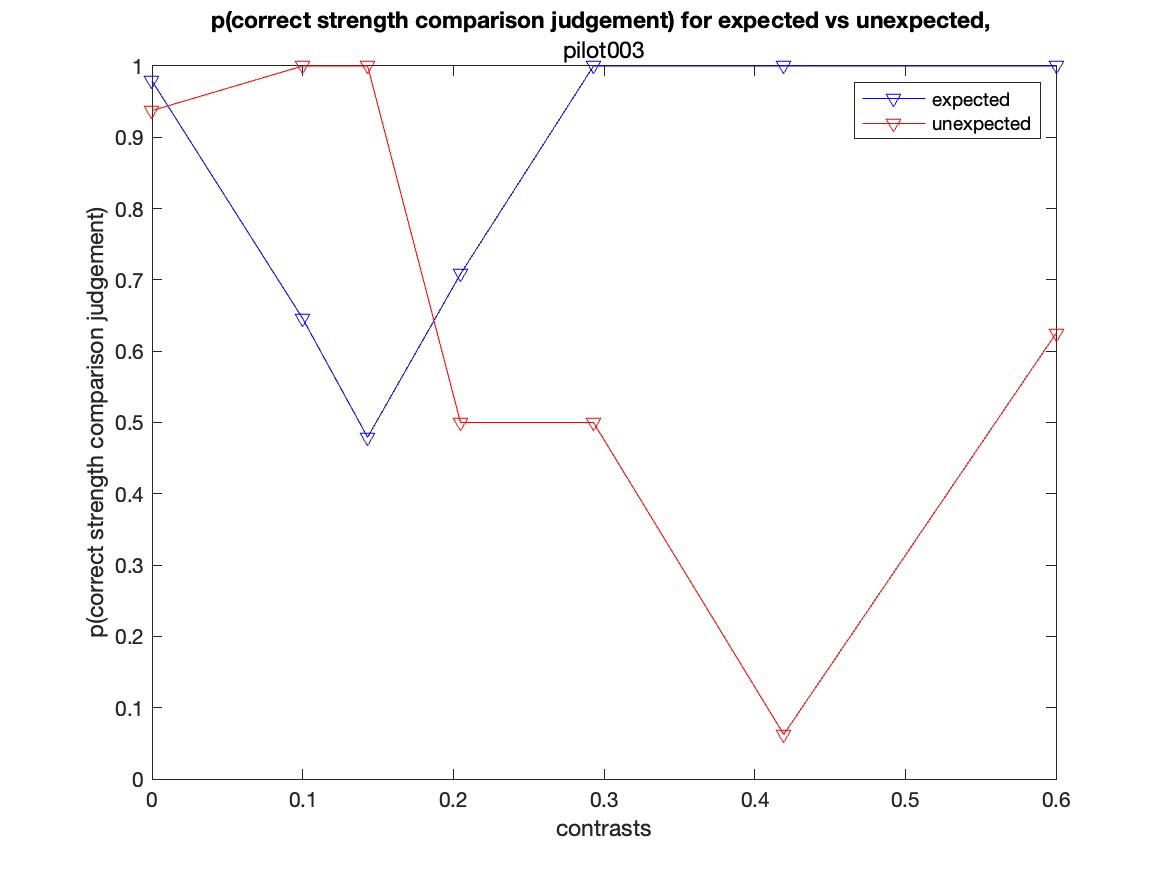 p(correct strength comparison judgement) for expected vs unexpected,
pilot003
1
0.9
0.8
0.7
0.6
0.5
0.4
0.3
0.2
0.1
0
p(correct strength comparison judgement)
expected
unexpected
0 0.1 0.2 0.3 0.4 0.5 0.6
contrasts